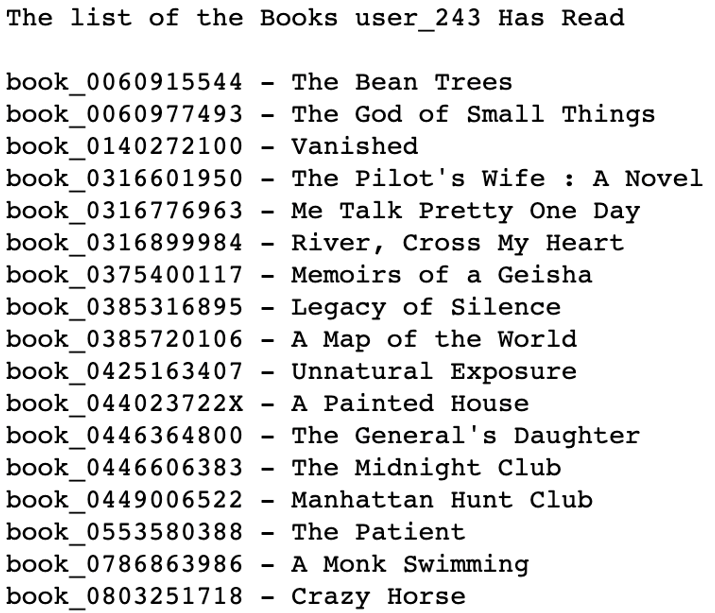 The list of the Books user_243 Has Read
book_0060915544 – The Bean Trees
book_0060977493 – The God of Small Things
book_0140272100 – Vanished
book_0316601950 – The Pilot's Wife : A Novel
book_0316776963 – Me Talk Pretty One Day
book_0316899984 – River, Cross My Heart
book_0375400117 – Memoirs of a Geisha
book_0385316895 – Legacy of Silence
book_0385720106 – A Map of the World
book_0425163407 – Unnatural Exposure
book_044023722X – A Painted House
book_0446364800 – The General's Daughter
book_0446606383 – The Midnight Club
book_0449006522 – Manhattan Hunt Club
book_0553580388 – The Patient
book_0786863986 – A Monk Swimming
book_0803251718 – Crazy Horse